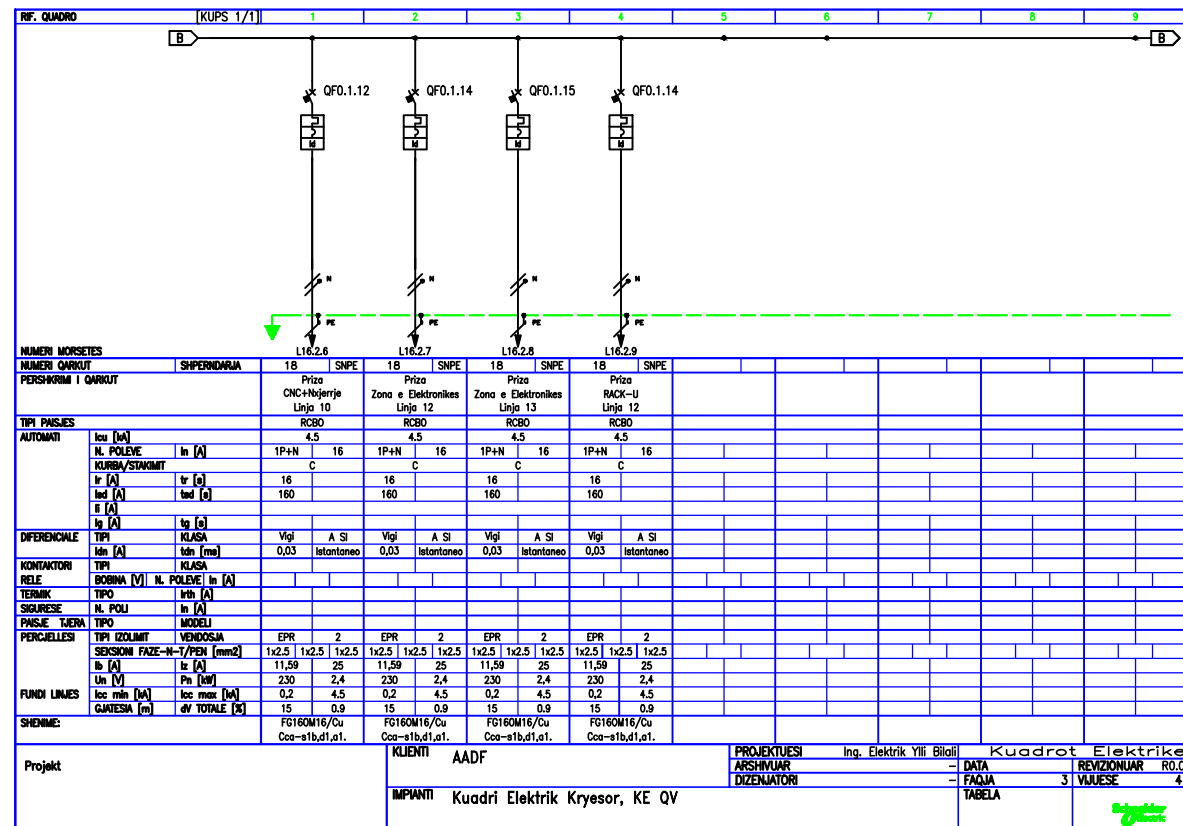 RIF. QUADRO [KUPS 1/1] 1 2 3 4 5 6 7 8 9
B B
QF0.1.12 QF0.1.14 QF0.1.15 QF0.1.14
Id Id Id Id
N N N N
PE PE PE PE
NUMERI MORSETES L16.2.6 L16.2.7 L16.2.8 L16.2.9
NUMERI QARKUT SHPERNDARJA 18 SNPE 18 SNPE 18 SNPE 18 SNPE
PERSHKRIMI I QARKUT Priza Priza Priza Priza
CNC+Nxjerrje Zona e Elektronikes Zona e Elektronikes RACK-U
Linja 10 Linja 12 Linja 13 Linja 12
TIPI PAISJES RCBO RCBO RCBO RCBO
AUTOMATI Icu [kA] 4.5 4.5 4.5 4.5
N. POLEVE In [A] 1P+N 16 1P+N 16 1P+N 16 1P+N 16
KURBA/STAKIMIT C C C C
Ir [A] tr [s] 16 16 16 16
Isd [A] tsd [s] 160 160 160 160
Ii [A]
Ig [A] tg [s]
DIFERENCIALE TIPI KLASA Vigi A SI Vigi A SI Vigi A SI Vigi A SI
Idn [A] tdn [ms] 0,03 Istantaneo 0,03 Istantaneo 0,03 Istantaneo 0,03 Istantaneo
KONTAKTORI TIPI KLASA
RELE BOBINA [V] N. POLEVE In [A]
TERMIK TIPO Irth [A]
SIGURESE N. POLI In [A]
PAISJE TJERA TIPO MODELI
PERCJELLESI TIPI IZOLIMIT VENDOSJA EPR 2 EPR 2 EPR 2 EPR 2
SEKSIONI FAZE-N-T/PEN [mm2] 1x2.5 1x2.5 1x2.5 1x2.5 1x2.5 1x2.5 1x2.5 1x2.5 1x2.5 1x2.5 1x2.5 1x2.5
Ib [A] Iz [A] 11,59 25 11,59 25 11,59 25 11,59 25
Un [V] Pn [kW] 230 2,4 230 2,4 230 2,4 230 2,4
FUNDI LINJES Icc min [kA] Icc max [kA] 0,2 4.5 0,2 4.5 0,2 4.5 0,2 4.5
GJATESIA [m] dV TOTALE [%] 15 0.9 15 0.9 15 0.9 15 0.9
SHENIME: FG16OM16/Cu FG16OM16/Cu FG16OM16/Cu FG16OM16/Cu
Cca-s1b,d1,a1. Cca-s1b,d1,a1. Cca-s1b,d1,a1. Cca-s1b,d1,a1.
Projekt
KLIENTI AADF
IMPIANTI Kuadri Elektrik Kryesor, KE QV
PROJEKTUESI Ing. Elektrik Ylli Bilali Kuadrot Elektrike
ARSHIVUAR - DATA REVIZIONUAR R0.0
DIZENJATORI - FAQJA 3 VIJUESE 4
TABELA
Schneider
Electric